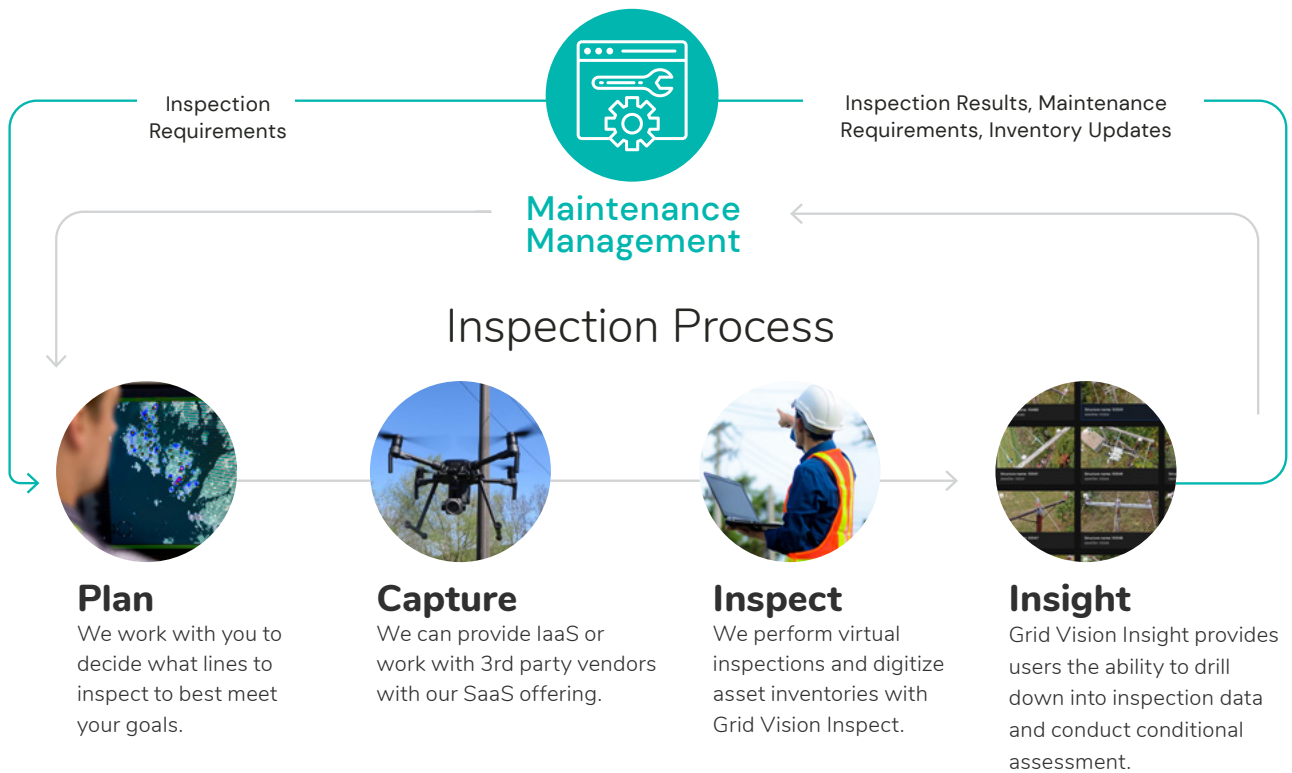 Inspection
Requirements
Inspection Results, Maintenance
Requirements, Inventory Updates
Maintenance
Management
Inspection Process
Plan
We work with you to
decide what lines to
inspect to best meet
your goals.
Capture
We can provide IaaS or
work with 3rd party vendors
with our SaaS offering.
Inspect
We perform virtual
inspections and digitize
asset inventories with
Grid Vision Inspect.
Insight
Grid Vision Insight provides
users the ability to drill
down into inspection data
and conduct conditional
assessment.